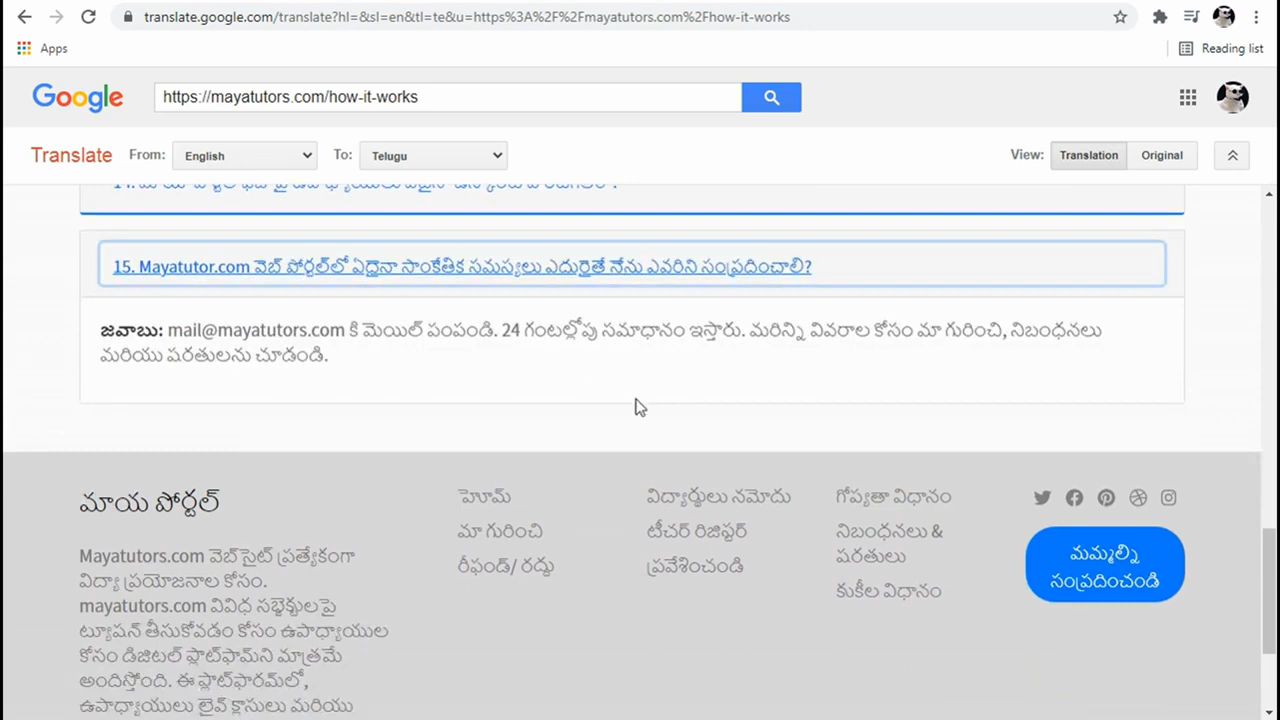 translate.google.com/translate?hl=&sl=en&tl=te&u=https%3A%2F%2Fmayatutors.com%2Fhow-it-works
Apps
Reading list
Google
https://mayatutors.com/how-it-works
Translate From: English To: Telugu View: Translation Original
15. Mayatutor.com వెబ్ పోర్టల్‌లో ఏదైనా సాంకేతిక సమస్యలు ఎదురైతే నేను ఎవరిని సంప్రదించాలి?
జవాబు: mail@mayatutors.com కి మెయిల్ పంపండి. 24 గంటల్లోపు సమాధానం ఇస్తారు. మరిన్ని వివరాల కోసం మా గురించి, నిబంధనలు
మరియు షరతులను చూడండి.
మాయ పోర్టల్
Mayatutors.com వెబ్‌సైట్ ప్రత్యేకంగా
విద్యా ప్రయోజనాల కోసం.
mayatutors.com వివిధ సబ్జెక్టులపై
ట్యూషన్ తీసుకోవడం కోసం ఉపాధ్యాయుల
కోసం డిజిటల్ ప్లాట్‌ఫామ్‌ని మాత్రమే
అందిస్తోంది. ఈ ప్లాట్‌ఫారమ్‌లో,
ఉపాధ్యాయులు లైవ్ క్లాసులు మరియు
హెూమ్
మా గురించి
రీఫండ్/ రద్దు
విద్యార్థులు నమోదు
టీచర్ రిజిష్టర్
ప్రవేశించండి
గోప్యతా విధానం
నిబంధనలు &
షరతులు
కుకీల విధానం
మమ్మల్ని
సంప్రదించండి